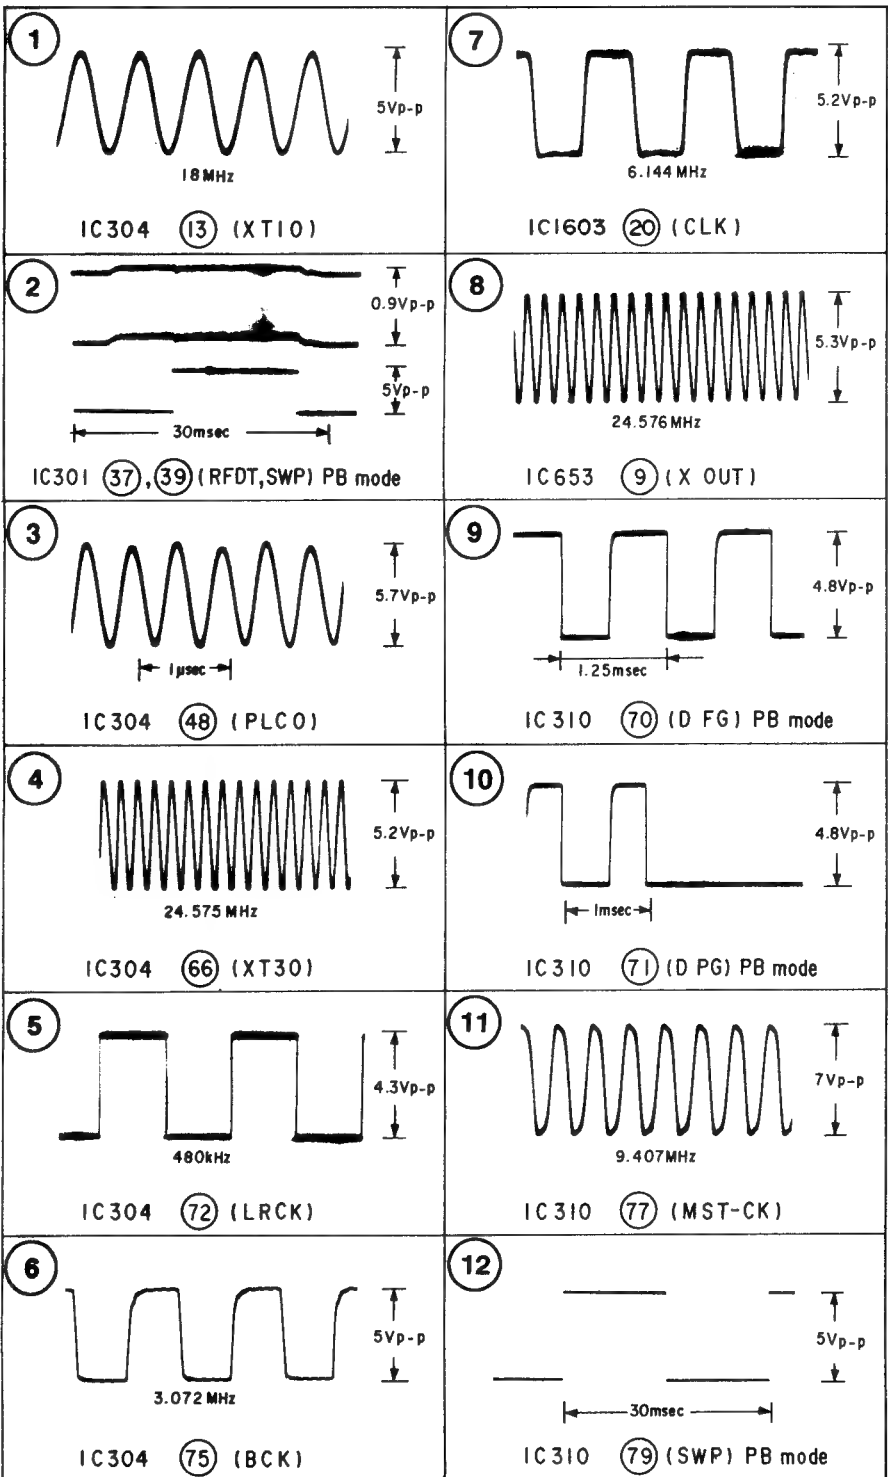 1
5Vp-p
18MHz
IC304 13 (XT1O)
2
0.9Vp-p
5Vp-p
30msec
IC301 37, 39 (RFDT,SWP) PB mode
3
5.7Vp-p
1µsec
IC304 48 (PLCO)
4
5.2Vp-p
24.575MHz
IC304 66 (XT3O)
5
4.3Vp-p
480kHz
IC304 72 (LRCK)
6
5Vp-p
3.072MHz
IC304 75 (BCK)
7
5.2Vp-p
6.144MHz
IC1603 20 (CLK)
8
5.3Vp-p
24.576MHz
IC653 9 (X OUT)
9
4.8Vp-p
1.25msec
IC310 70 (D FG) PB mode
10
4.8Vp-p
1msec
IC310 71 (D PG) PB mode
11
7Vp-p
9.407MHz
IC310 77 (MST-CK)
12
5Vp-p
30msec
IC310 79 (SWP) PB mode